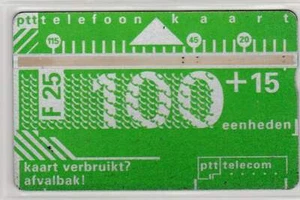 ptt telefoon kaart
115 45 20
F 25 100 +15
eenheden
kaart verbruikt?
afvalbak!
ptt telecom